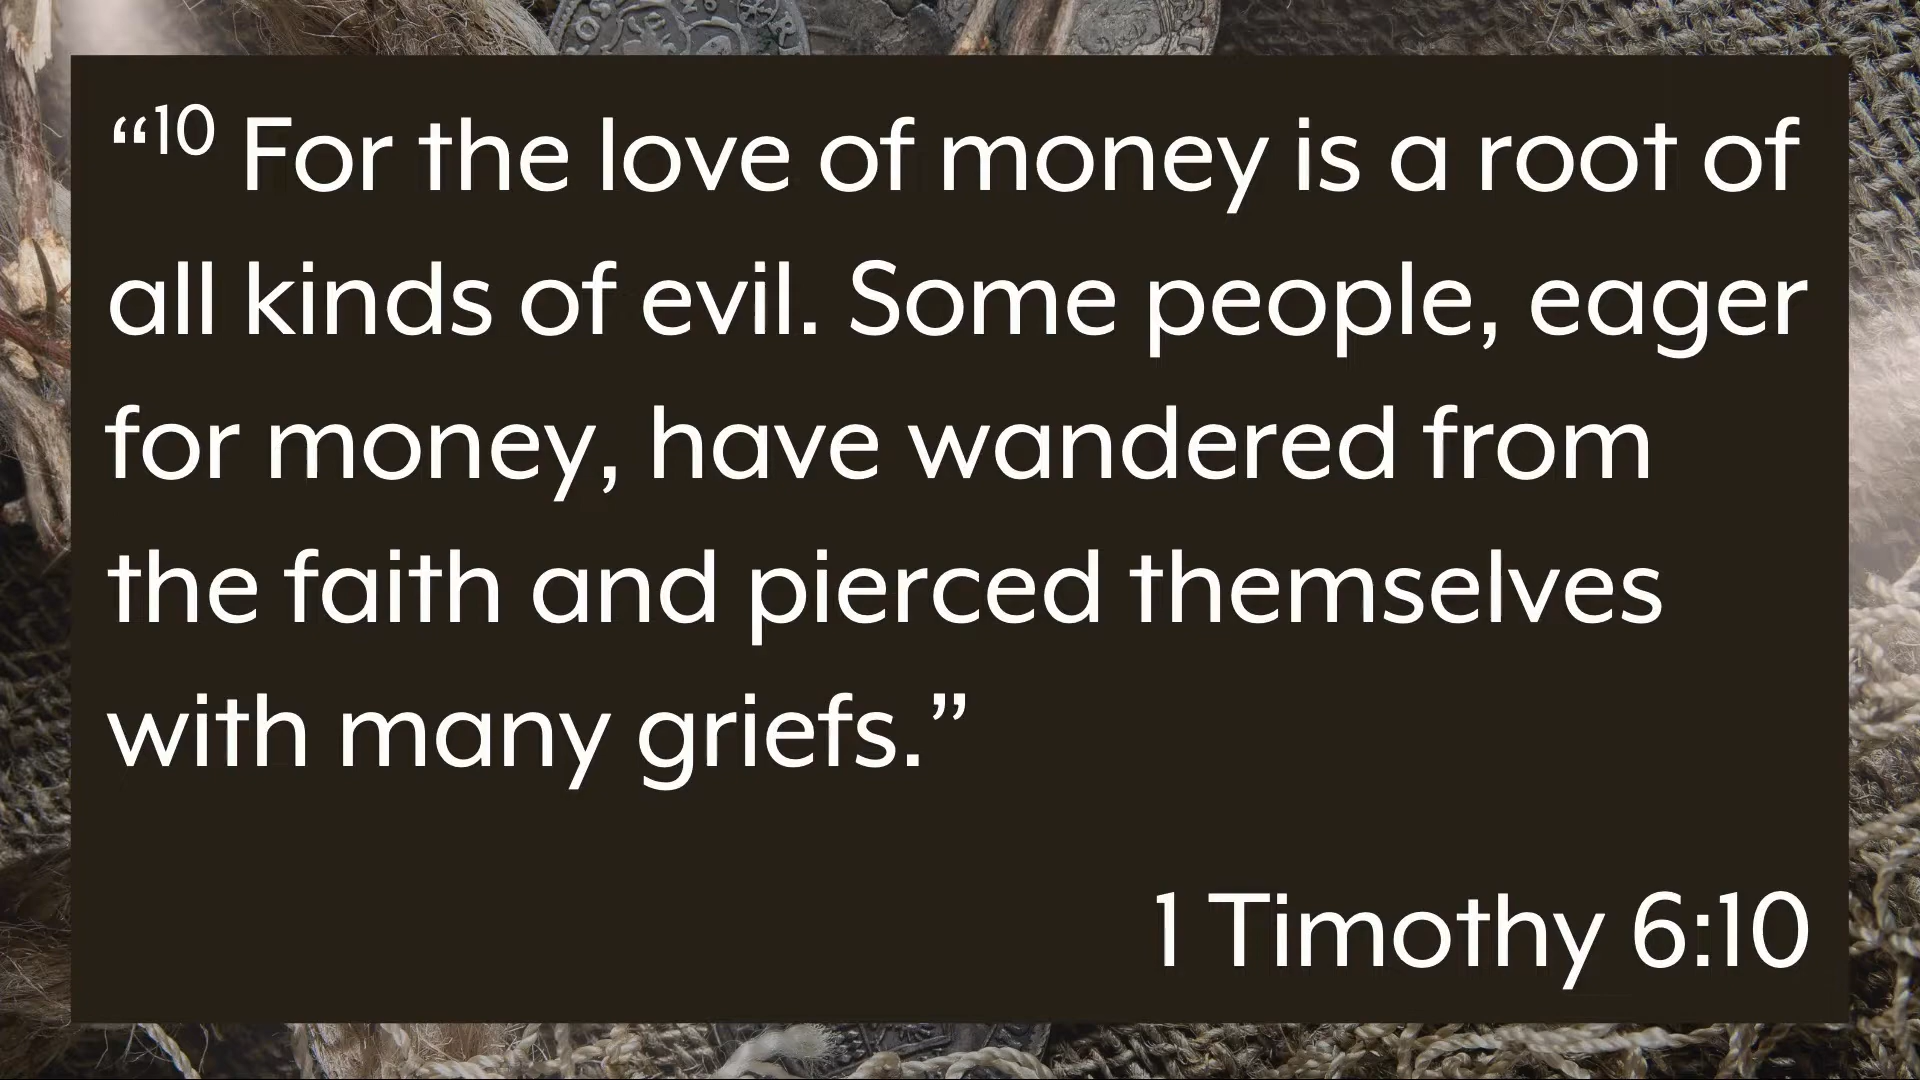 “¹⁰ For the love of money is a root of
all kinds of evil. Some people, eager
for money, have wandered from
the faith and pierced themselves
with many griefs.”
1 Timothy 6:10